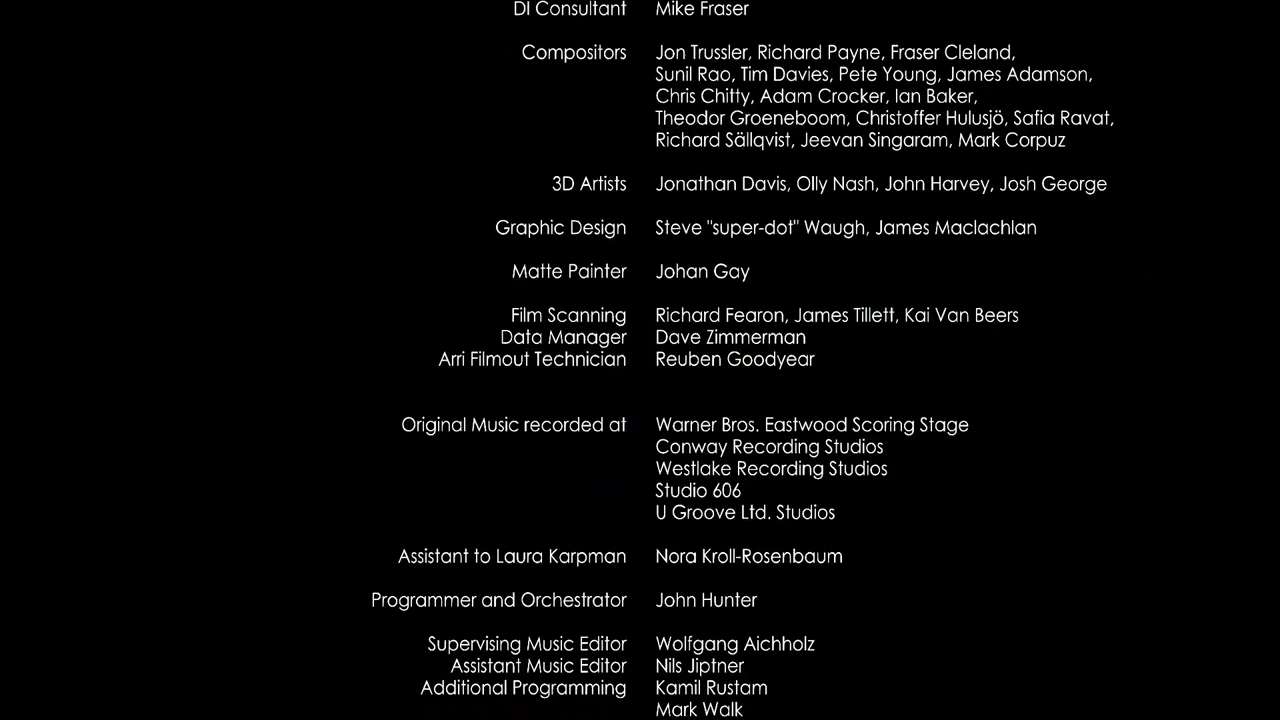 DI Consultant Mike Fraser
Compositors Jon Trussler, Richard Payne, Fraser Cleland,
Sunil Rao, Tim Davies, Pete Young, James Adamson,
Chris Chitty, Adam Crocker, Ian Baker,
Theodor Groeneboom, Christoffer Hulusjö, Safia Ravat,
Richard Sällqvist, Jeevan Singaram, Mark Corpuz
3D Artists Jonathan Davis, Olly Nash, John Harvey, Josh George
Graphic Design Steve "super-dot" Waugh, James Maclachlan
Matte Painter Johan Gay
Film Scanning Richard Fearon, James Tillett, Kai Van Beers
Data Manager Dave Zimmerman
Arri Filmout Technician Reuben Goodyear
Original Music recorded at Warner Bros. Eastwood Scoring Stage
Conway Recording Studios
Westlake Recording Studios
Studio 606
U Groove Ltd. Studios
Assistant to Laura Karpman Nora Kroll-Rosenbaum
Programmer and Orchestrator John Hunter
Supervising Music Editor Wolfgang Aichholz
Assistant Music Editor Nils Jiptner
Additional Programming Kamil Rustam
Mark Walk